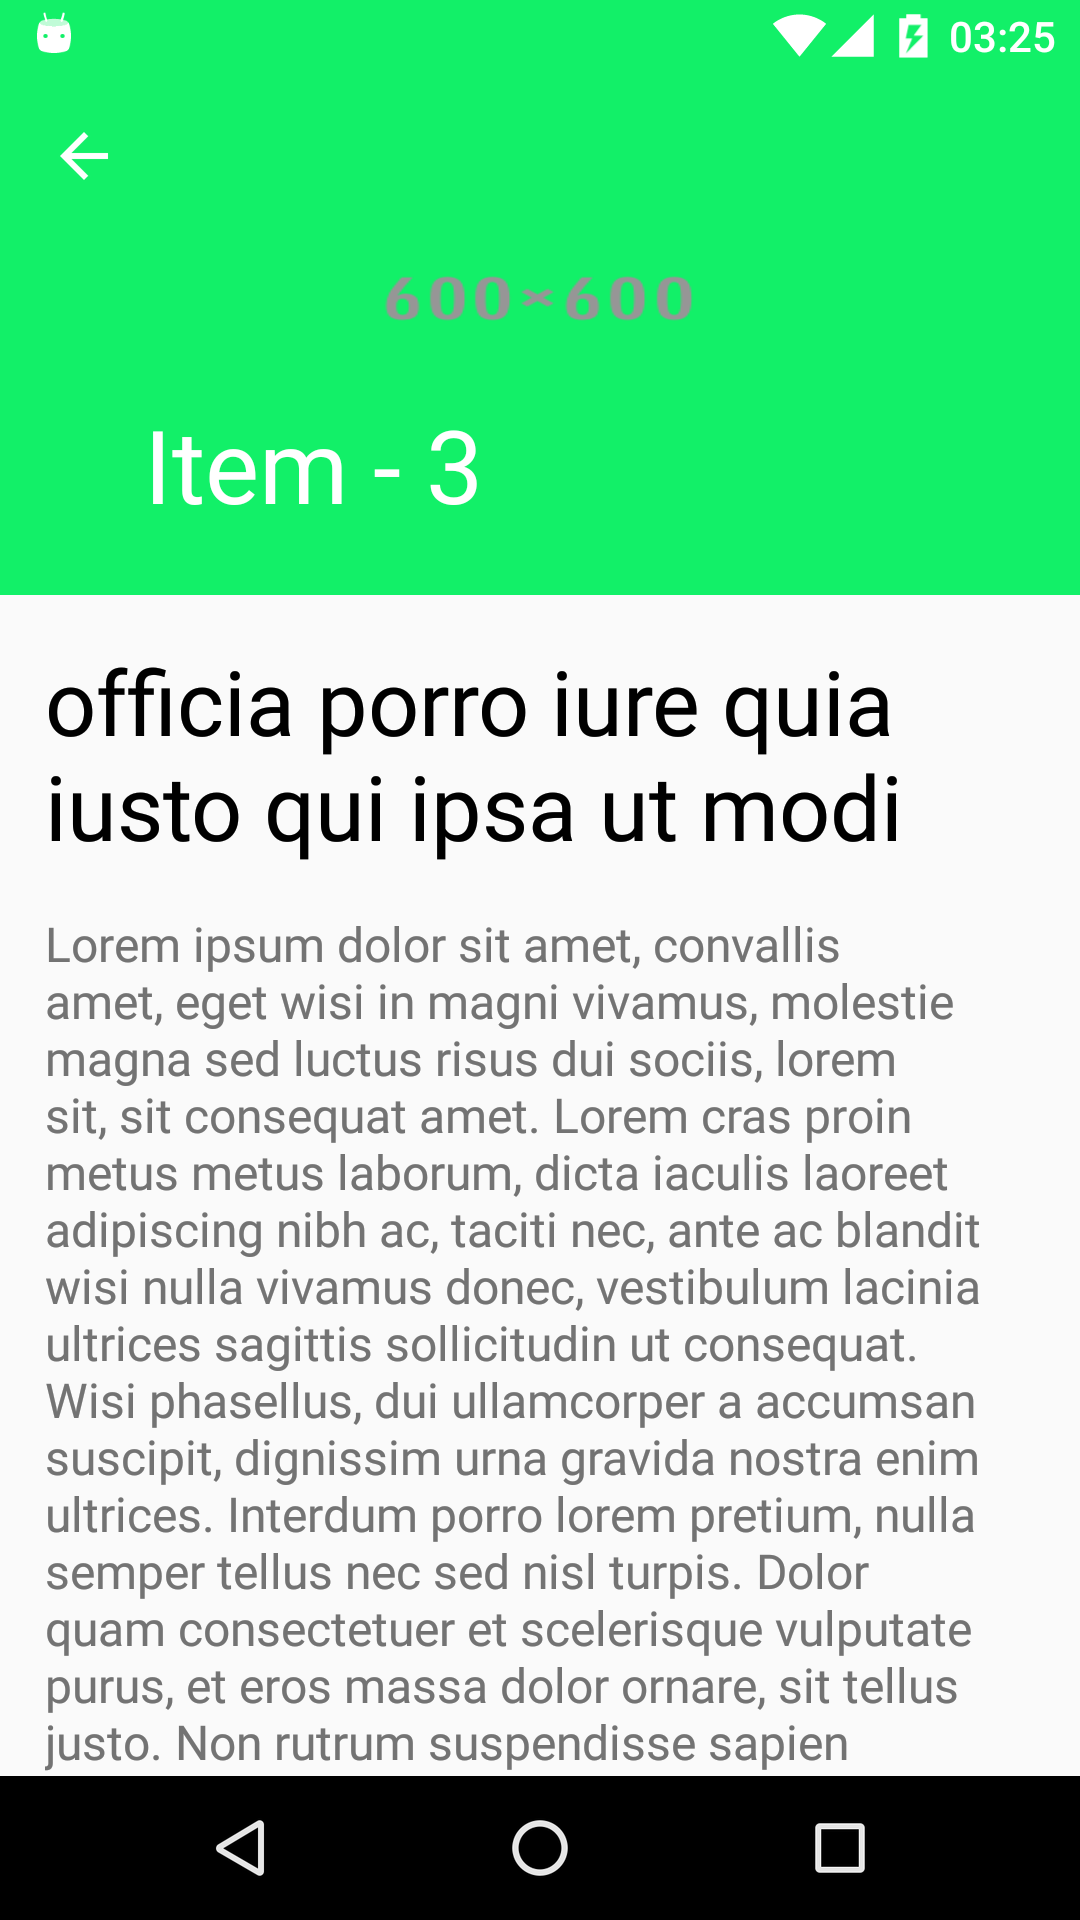 03:25
600×600
Item - 3
officia porro iure quia
iusto qui ipsa ut modi
Lorem ipsum dolor sit amet, convallis
amet, eget wisi in magni vivamus, molestie
magna sed luctus risus dui sociis, lorem
sit, sit consequat amet. Lorem cras proin
metus metus laborum, dicta iaculis laoreet
adipiscing nibh ac, taciti nec, ante ac blandit
wisi nulla vivamus donec, vestibulum lacinia
ultrices sagittis sollicitudin ut consequat.
Wisi phasellus, dui ullamcorper a accumsan
suscipit, dignissim urna gravida nostra enim
ultrices. Interdum porro lorem pretium, nulla
semper tellus nec sed nisl turpis. Dolor
quam consectetuer et scelerisque vulputate
purus, et eros massa dolor ornare, sit tellus
justo. Non rutrum suspendisse sapien